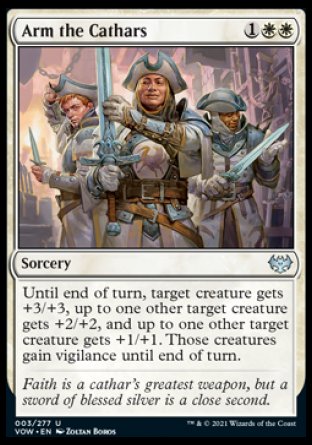 Arm the Cathars 1
Sorcery
Until end of turn, target creature gets
+3/+3, up to one other target creature
gets +2/+2, and up to one other target
creature gets +1/+1. Those creatures
gain vigilance until end of turn.
Faith is a cathar's greatest weapon, but a
sword of blessed silver is a close second.
003/277 U
VOW • EN Zoltan Boros ™ & © 2021 Wizards of the Coast